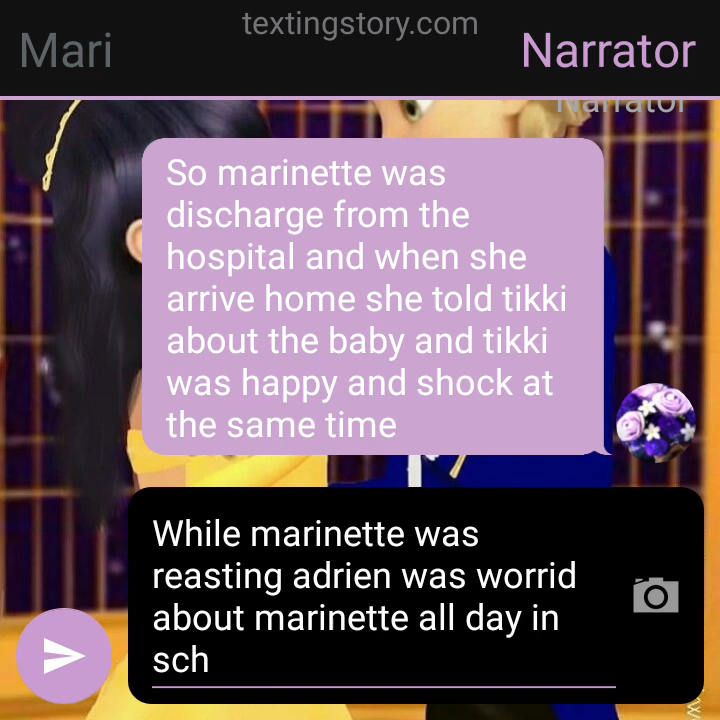 textingstory.com
Mari
Narrator
Narrator
So marinette was
discharge from the
hospital and when she
arrive home she told tikki
about the baby and tikki
was happy and shock at
the same time
While marinette was
reasting adrien was worrid
about marinette all day in
sch